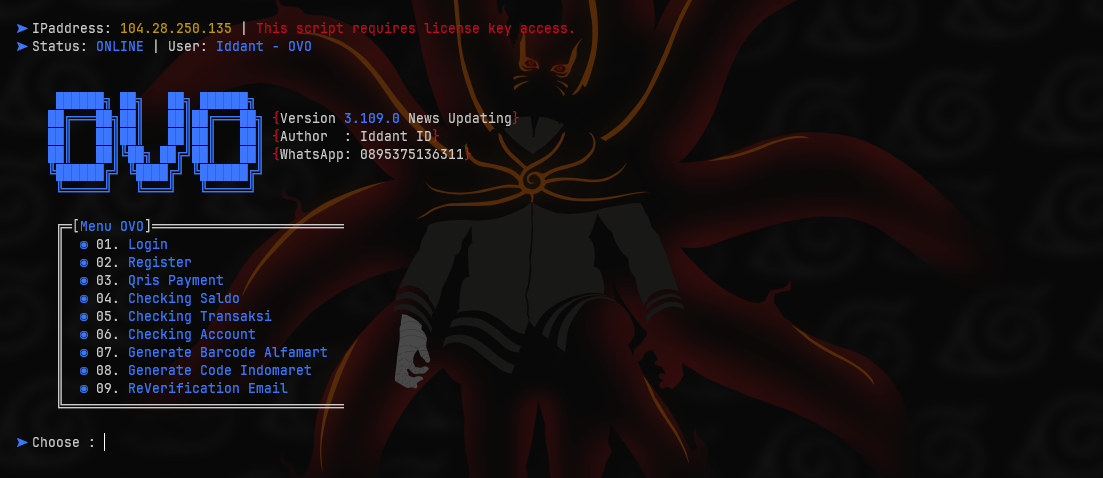 ➤ IPaddress: 104.28.250.135 | This script requires license key access.
➤ Status: ONLINE | User: Iddant - OVO
OVO
{Version 3.109.0 News Updating}
{Author  : Iddant ID}
{WhatsApp: 0895375136311}
[Menu OVO]
◉ 01. Login
◉ 02. Register
◉ 03. Qris Payment
◉ 04. Checking Saldo
◉ 05. Checking Transaksi
◉ 06. Checking Account
◉ 07. Generate Barcode Alfamart
◉ 08. Generate Code Indomaret
◉ 09. ReVerification Email
➤ Choose :